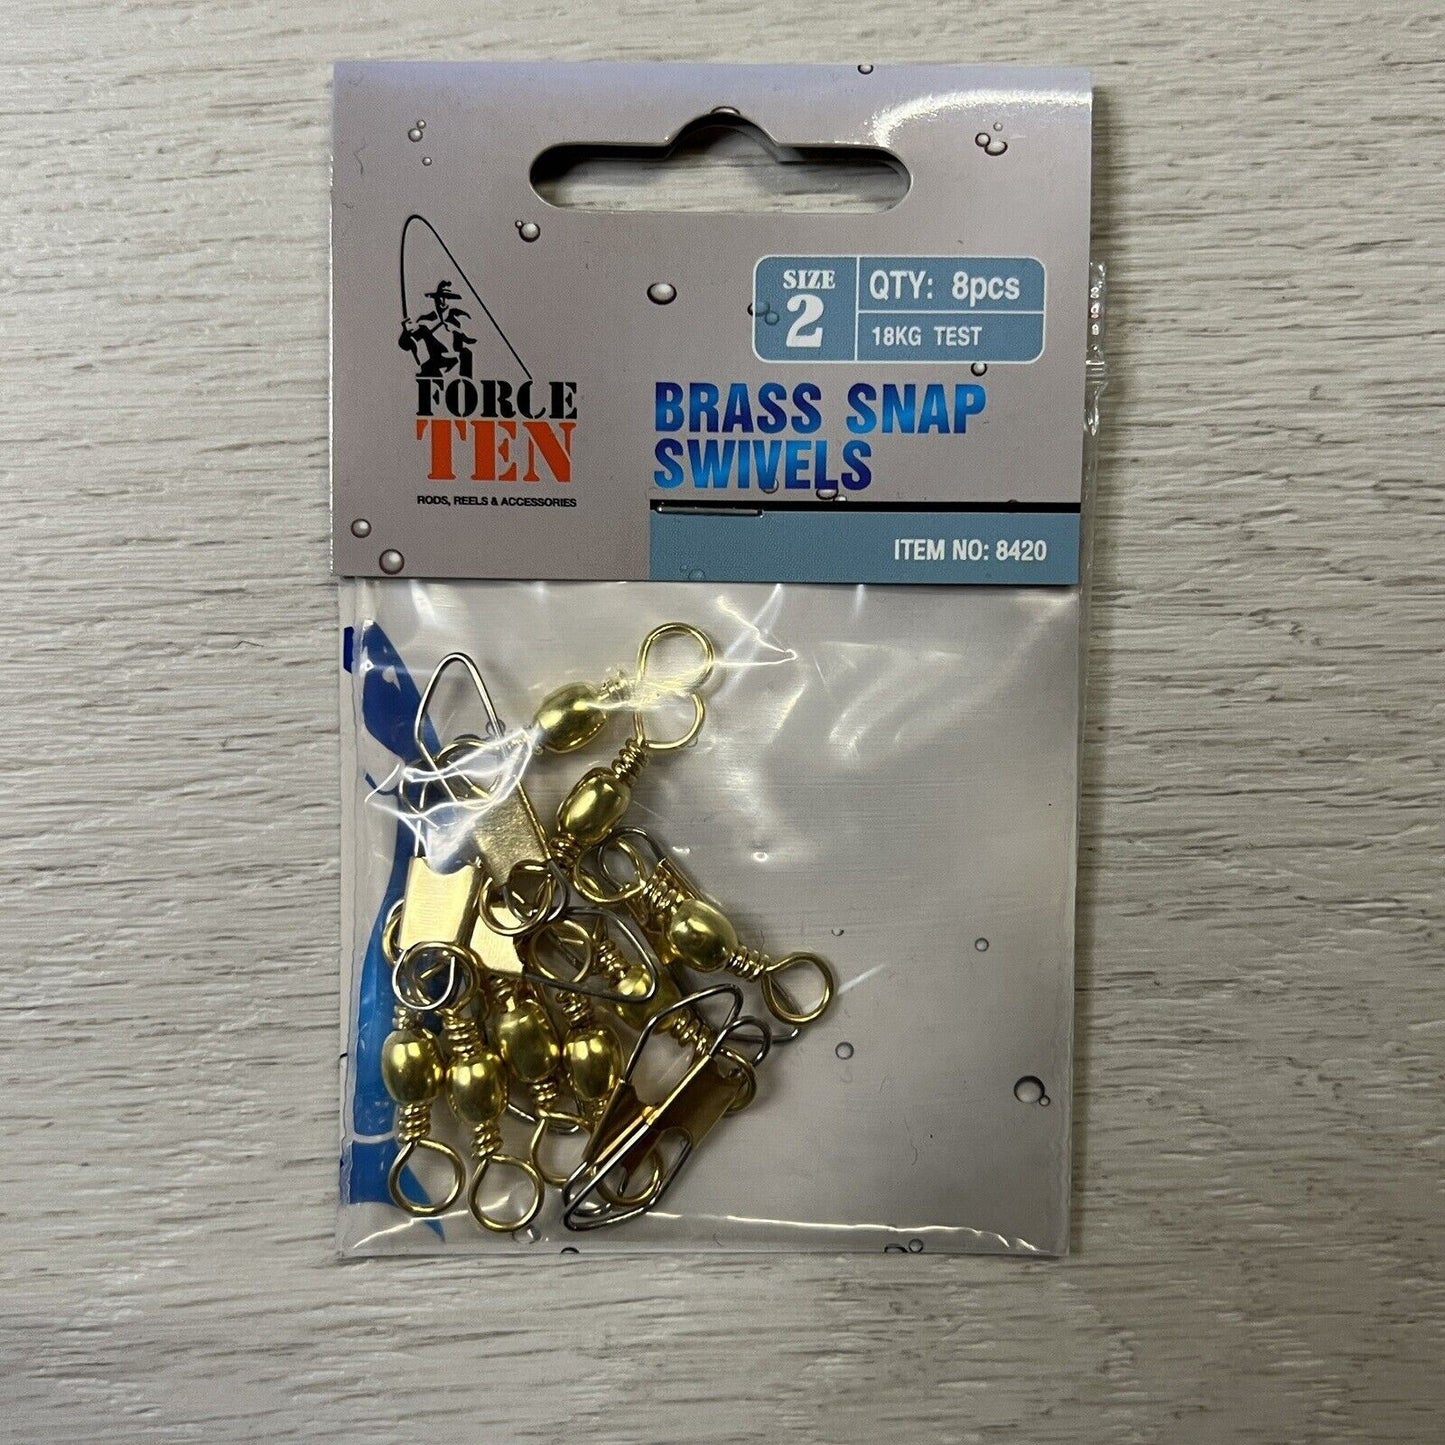 SIZE
2
QTY: 8pcs
18KG TEST
FORCE
TEN
RODS, REELS & ACCESSORIES
BRASS SNAP
SWIVELS
ITEM NO: 8420